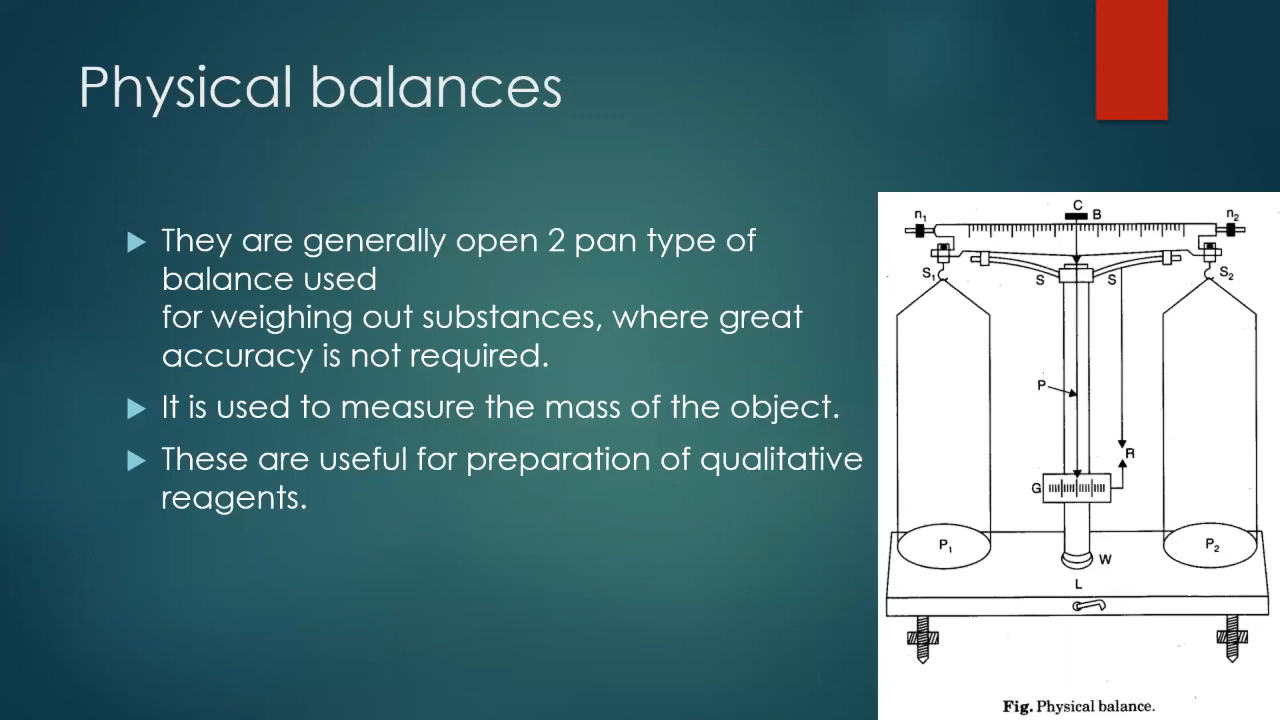 Physical balances
They are generally open 2 pan type of
balance used
for weighing out substances, where great
accuracy is not required.
It is used to measure the mass of the object.
These are useful for preparation of qualitative
reagents.
C
B
n1
n2
S1
S
S
S2
P
R
G
P1
P2
W
L
Fig. Physical balance.